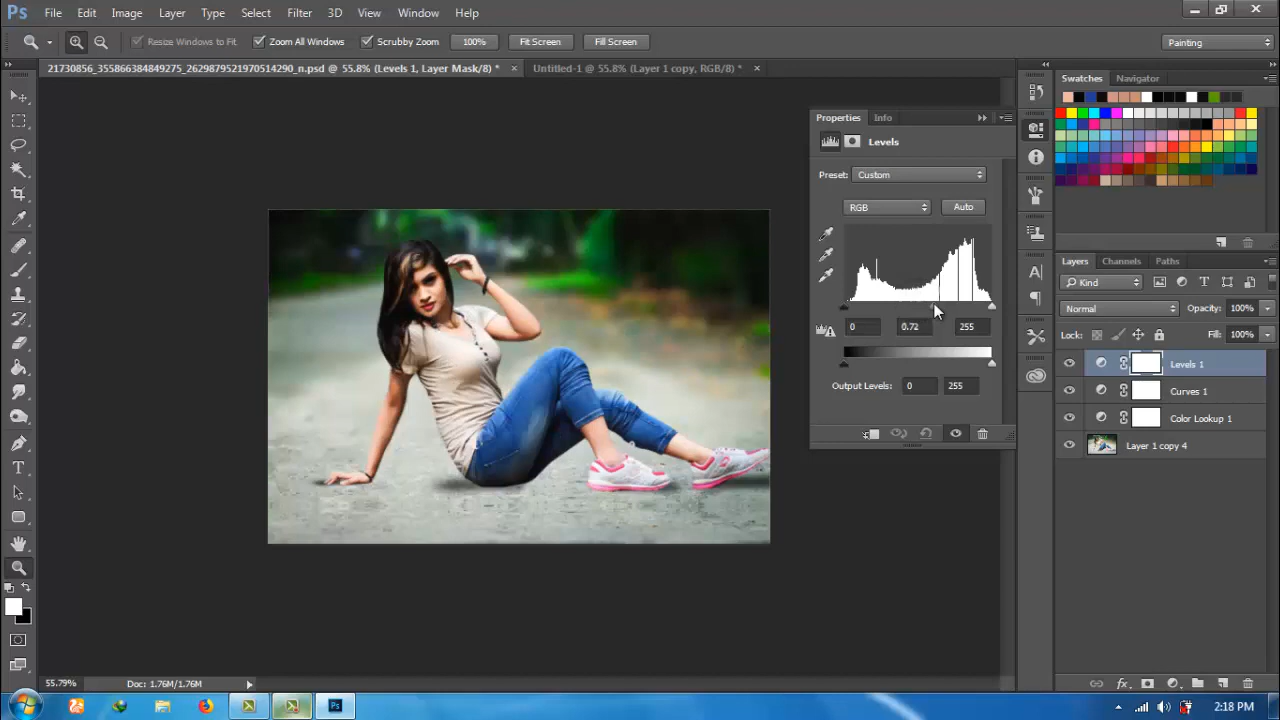 Ps File Edit Image Layer Type Select Filter 3D View Window Help
Resize Windows to Fit Zoom All Windows Scrubby Zoom 100% Fit Screen Fill Screen Painting
21730856_355866384849275_2629879521970514290_n.psd @ 55.8% (Levels 1, Layer Mask/8) * Untitled-1 @ 55.8% (Layer 1 copy, RGB/8) *
Swatches Navigator
Properties Info
Levels
Preset: Custom
RGB Auto
0 0.72 255
Output Levels: 0 255
Layers Channels Paths
Kind
Normal Opacity: 100%
Lock: Fill: 100%
Levels 1
Curves 1
Color Lookup 1
Layer 1 copy 4
55.79% Doc: 1.76M/1.76M
2:18 PM